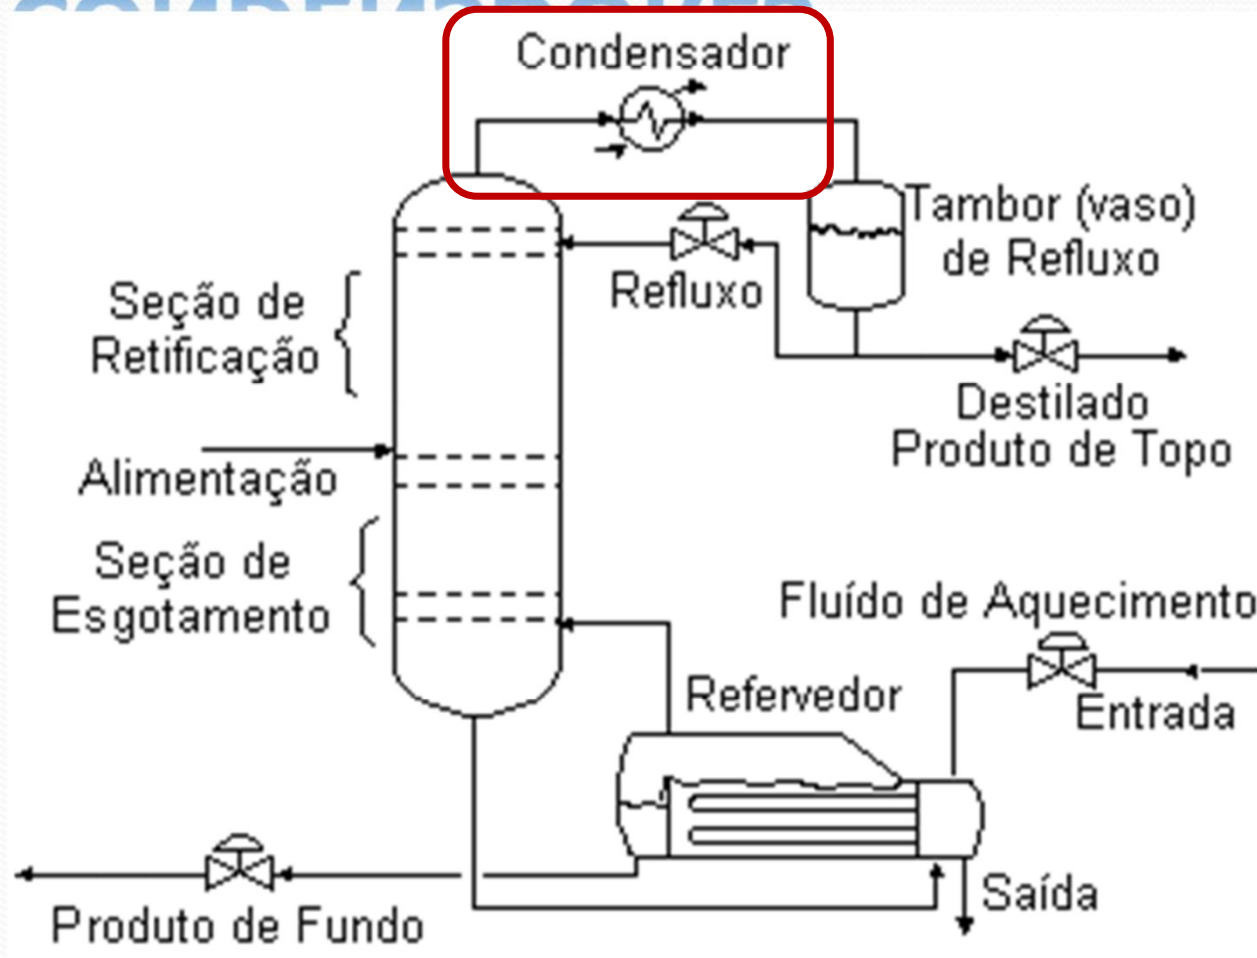 Condensador
Tambor (vaso)
de Refluxo
Refluxo
Seção de
Retificação
Destilado
Produto de Topo
Alimentação
Seção de
Esgotamento
Fluído de Aquecimento
Entrada
Refervedor
Saída
Produto de Fundo